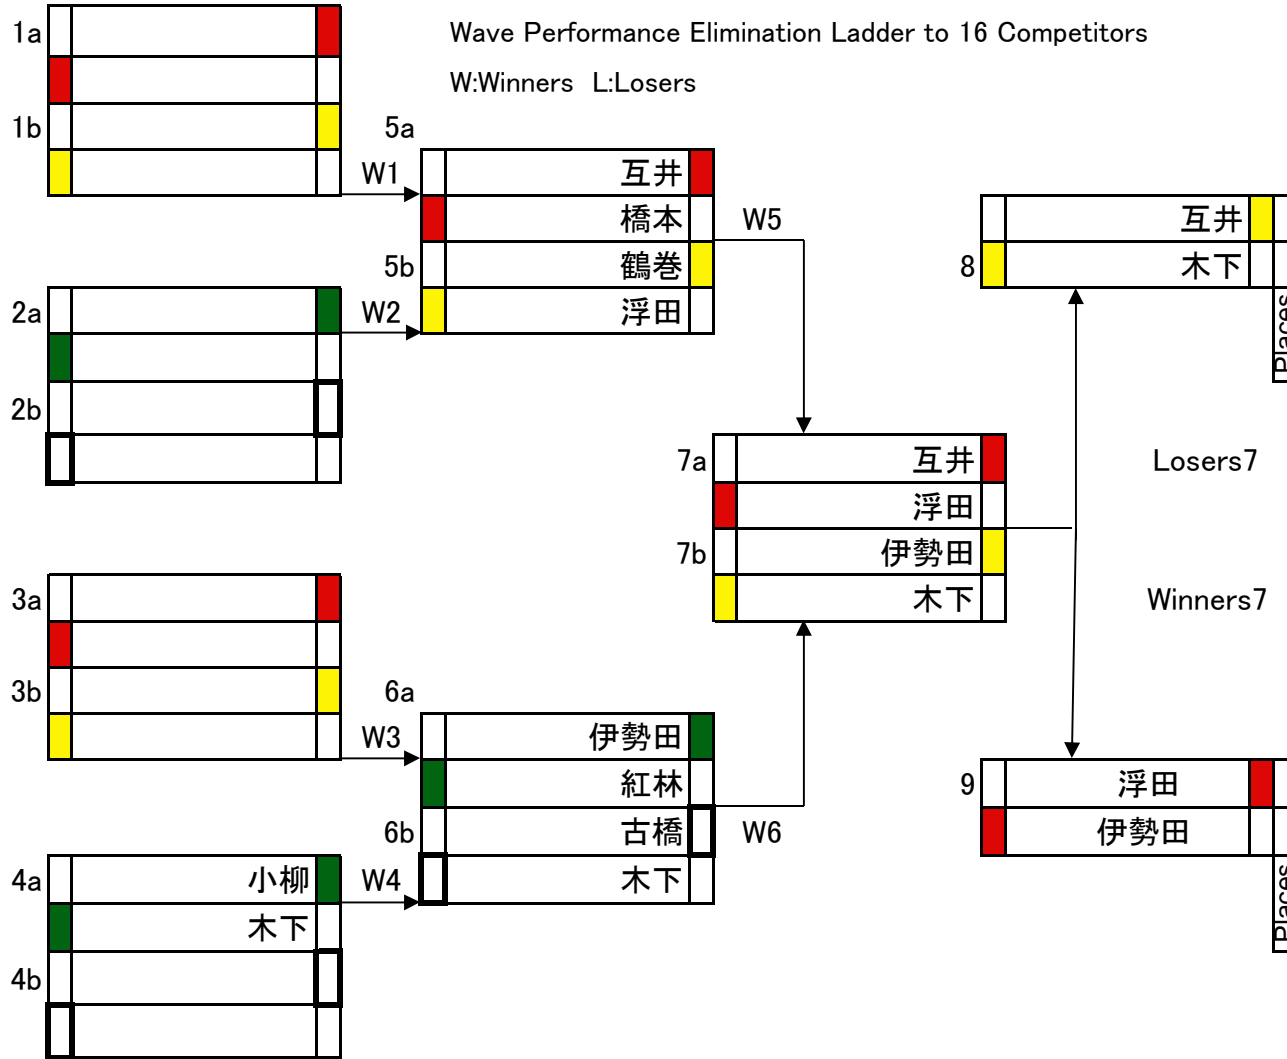 1a
Wave Performance Elimination Ladder to 16 Competitors
W:Winners L:Losers
1b
5a
W1
互井
橋本
W5
互井
5b
鶴巻
8
木下
2a
W2
浮田
Places
2b
7a
互井
Losers7
浮田
7b
伊勢田
3a
木下
Winners7
3b
6a
W3
伊勢田
紅林
9
浮田
6b
古橋
W6
伊勢田
4a
小柳
W4
木下
木下
Places
4b